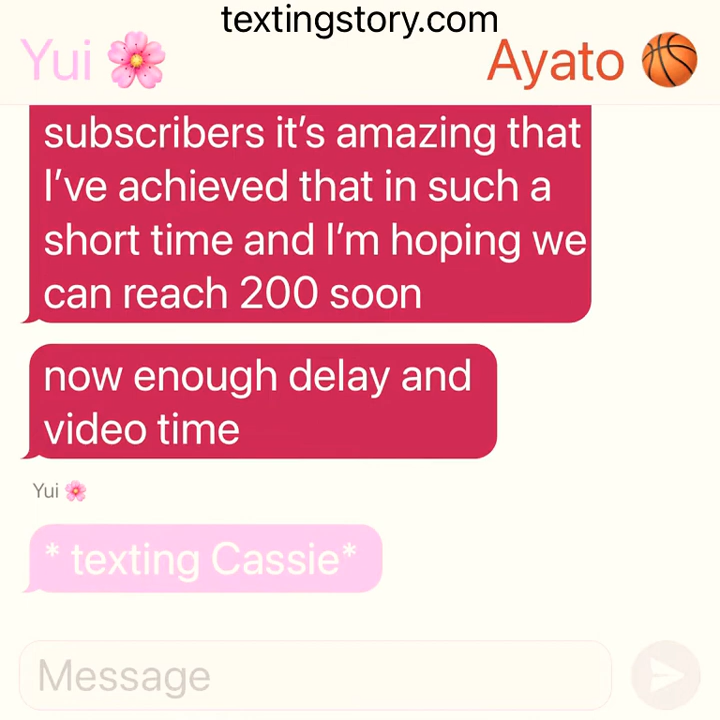 textingstory.com
Yui 🌸 Ayato 🏀
subscribers it's amazing that
I've achieved that in such a
short time and I'm hoping we
can reach 200 soon
now enough delay and
video time
Yui 🌸
* texting Cassie*
Message